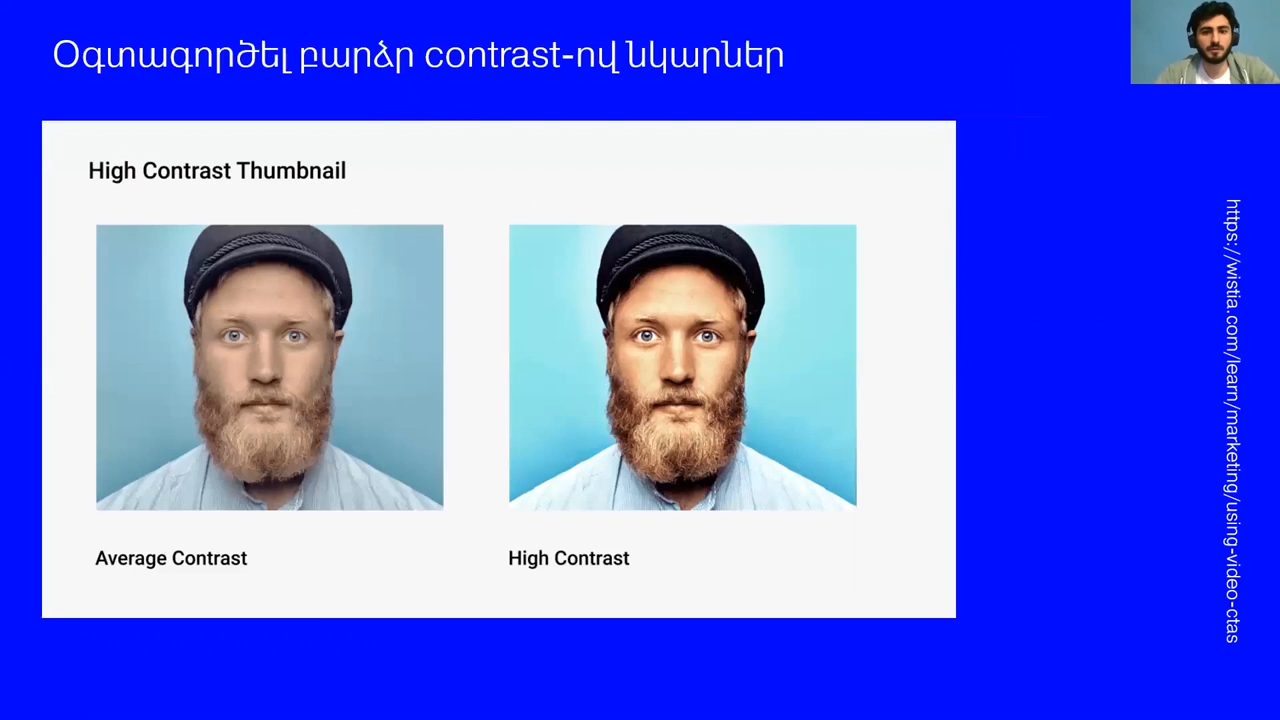 Օգտագործել բարձր contrast-ով նկարներ
High Contrast Thumbnail
Average Contrast
High Contrast
https://wistia.com/learn/marketing/using-video-ctas